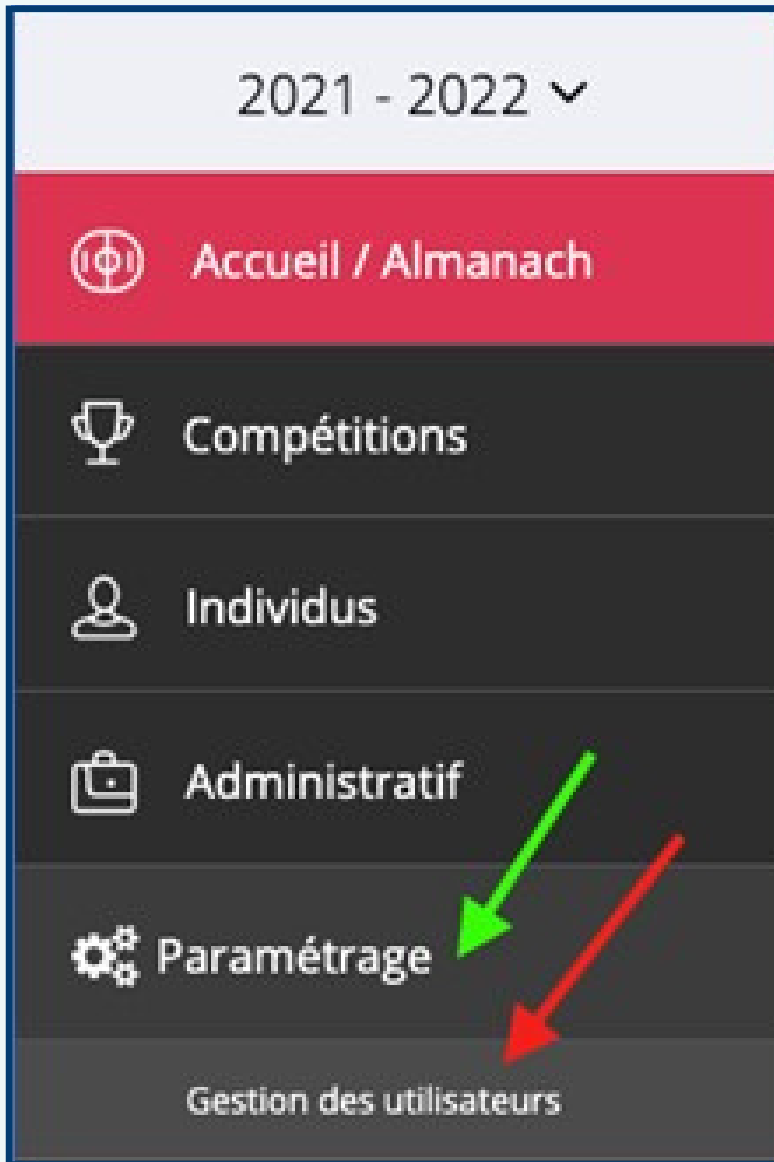 2021 - 2022
Accueil / Almanach
Compétitions
Individus
Administratif
Paramétrage
Gestion des utilisateurs